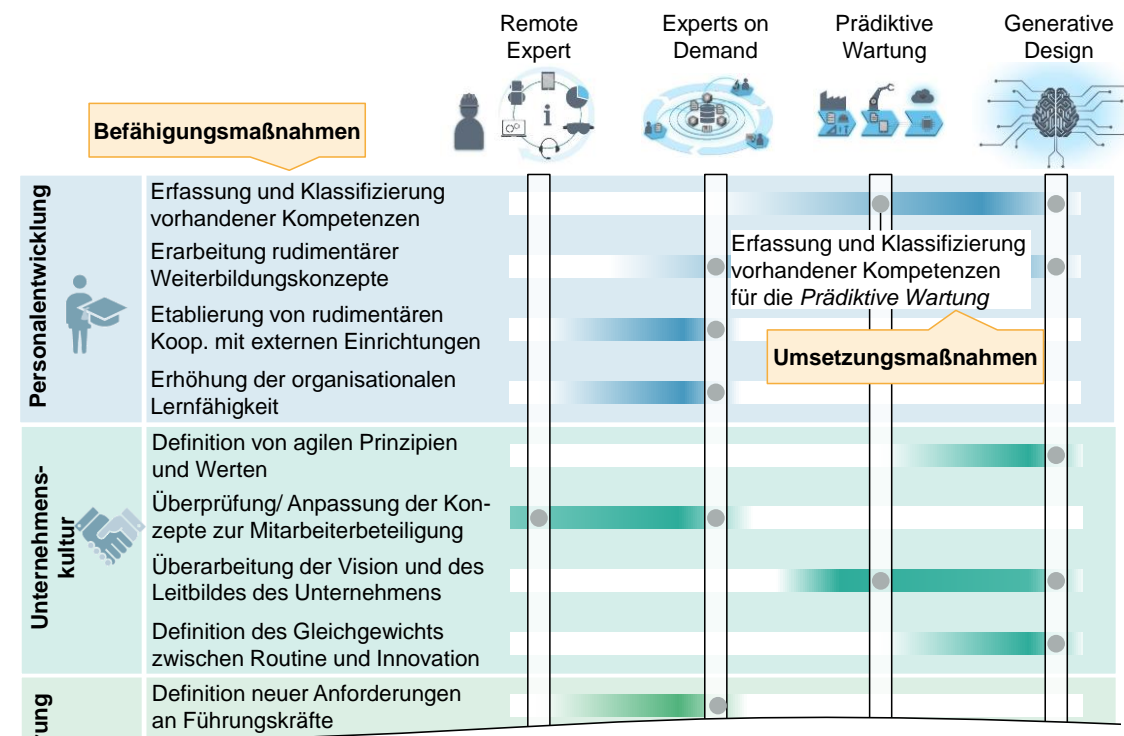 Remote
Expert
Experts on
Demand
Prädiktive
Wartung
Generative
Design
i
Befähigungsmaßnahmen
Personalentwicklung
Erfassung und Klassifizierung
vorhandener Kompetenzen
Erarbeitung rudimentärer
Weiterbildungskonzepte
Etablierung von rudimentären
Koop. mit externen Einrichtungen
Erhöhung der organisationalen
Lernfähigkeit
Erfassung und Klassifizierung
vorhandener Kompetenzen
für die Prädiktive Wartung
Umsetzungsmaßnahmen
Unternehmens-
kultur
Definition von agilen Prinzipien
und Werten
Überprüfung/ Anpassung der Kon-
zepte zur Mitarbeiterbeteiligung
Überarbeitung der Vision und des
Leitbildes des Unternehmens
Definition des Gleichgewichts
zwischen Routine und Innovation
rung
Definition neuer Anforderungen
an Führungskräfte